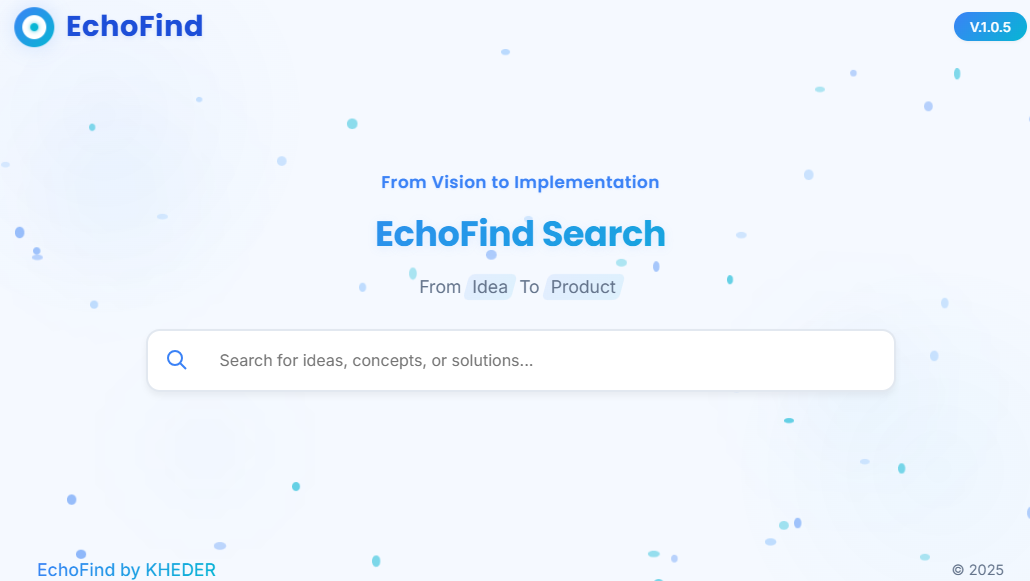 EchoFind
V.1.0.5
From Vision to Implementation
EchoFind Search
From Idea To Product
Search for ideas, concepts, or solutions...
EchoFind by KHEDER
© 2025